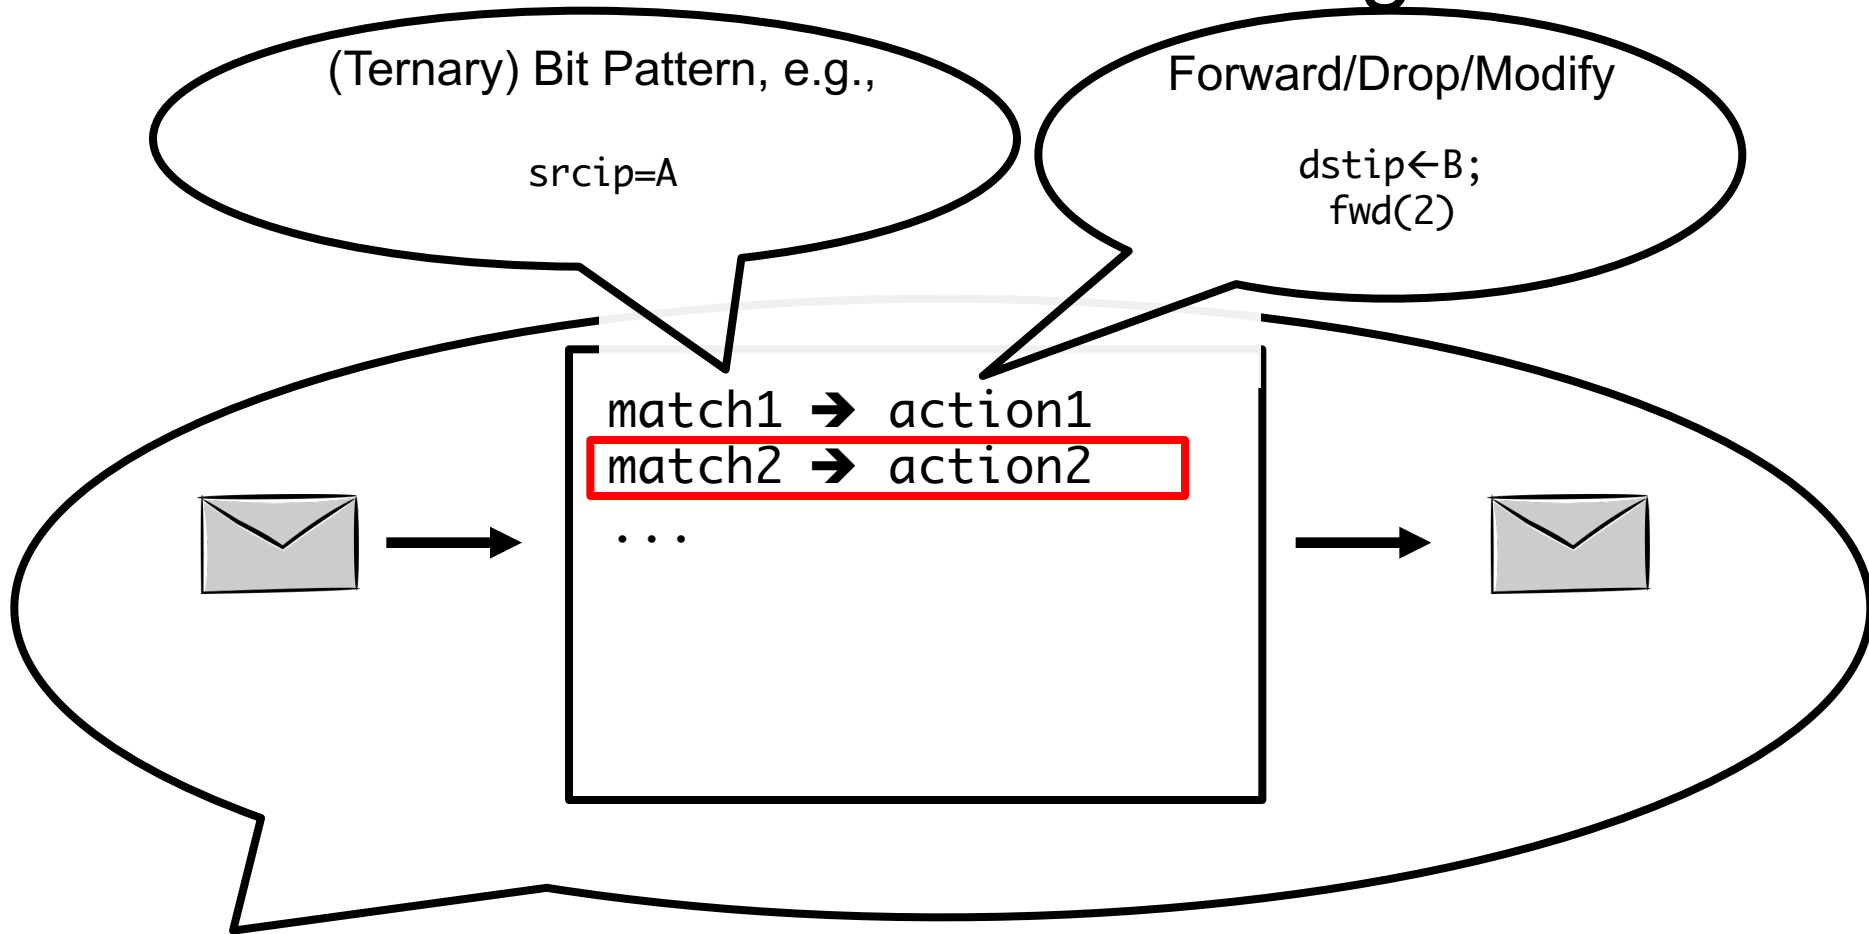 (Ternary) Bit Pattern, e.g.,
srcip=A
Forward/Drop/Modify
dstip←B;
fwd(2)
match1 ➔ action1
match2 ➔ action2
...